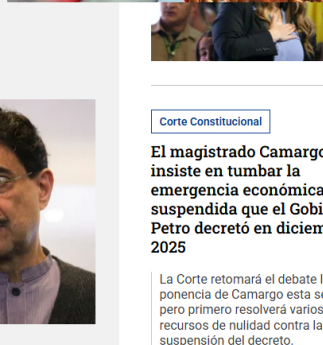 Corte Constitucional
El magistrado Camargo
insiste en tumbar la
emergencia económica
suspendida que el Gobi
Petro decretó en diciem
2025
La Corte retomará el debate l
ponencia de Camargo esta se
pero primero resolverá varios
recursos de nulidad contra la
suspensión del decreto.